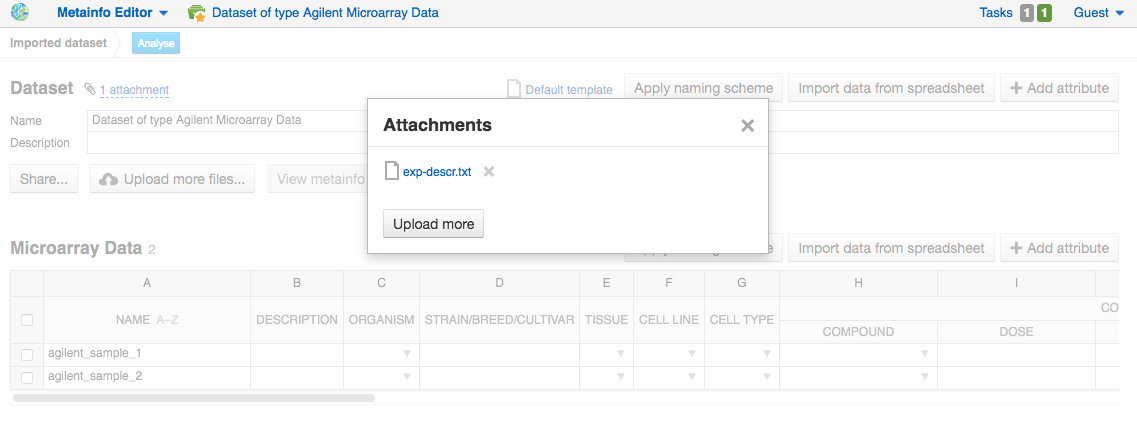 Metainfo Editor Dataset of type Agilent Microarray Data Tasks 1 1 Guest
Imported dataset Analyse
Dataset 1 attachment Default template Apply naming scheme Import data from spreadsheet + Add attribute
Name Dataset of type Agilent Microarray Data
Description
Attachments
exp-descr.txt
Upload more
Share... Upload more files... View metainfo
Microarray Data 2 Import data from spreadsheet + Add attribute
A B C D E F G H I
NAME A–Z DESCRIPTION ORGANISM STRAIN/BREED/CULTIVAR TISSUE CELL LINE CELL TYPE CO
COMPOUND DOSE
agilent_sample_1
agilent_sample_2